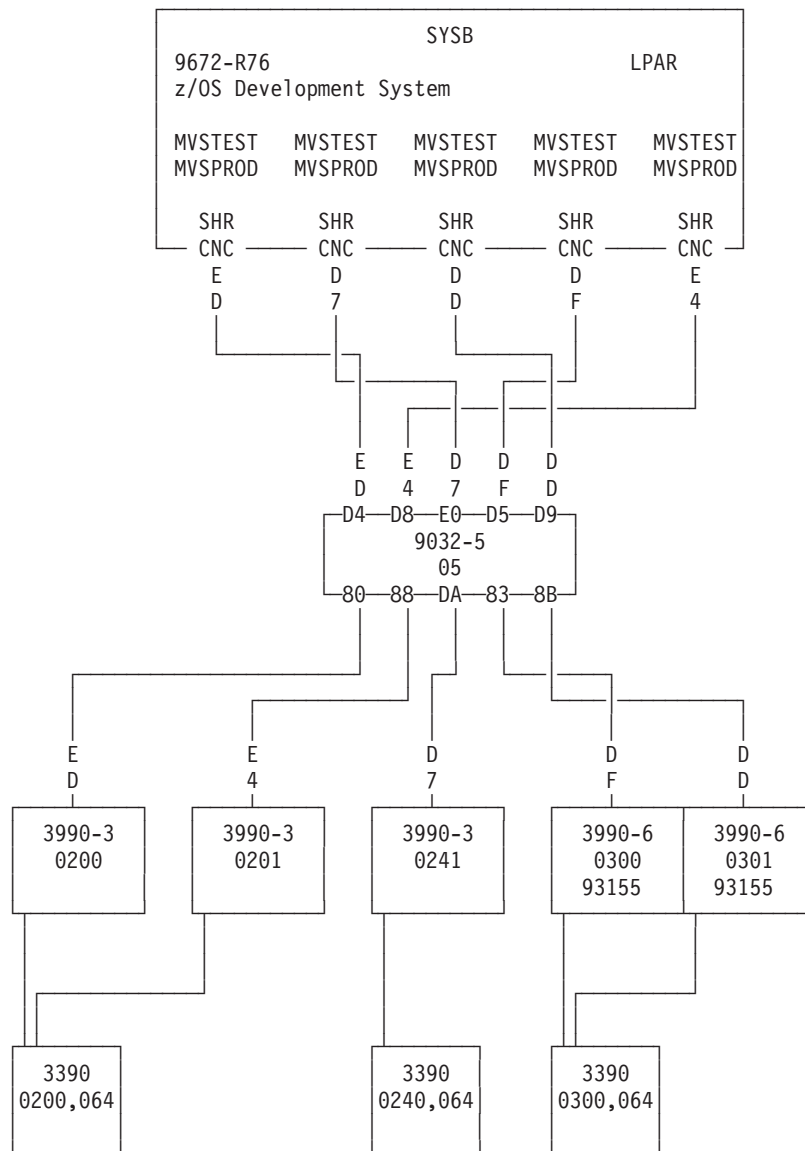 SYSB
9672-R76 LPAR
z/OS Development System
MVSTEST MVSTEST MVSTEST MVSTEST MVSTEST
MVSPROD MVSPROD MVSPROD MVSPROD MVSPROD
SHR SHR SHR SHR SHR
CNC CNC CNC CNC CNC
E D D D E
D 7 D F 4
E E D D D
D 4 7 F D
D4 D8 E0 D5 D9
9032-5
05
80 88 DA 83 8B
E E D D D
D 4 7 F D
3990-3 3990-3 3990-3 3990-6 3990-6
0200 0201 0241 0300 0301
93155 93155
3390 3390 3390
0200,064 0240,064 0300,064